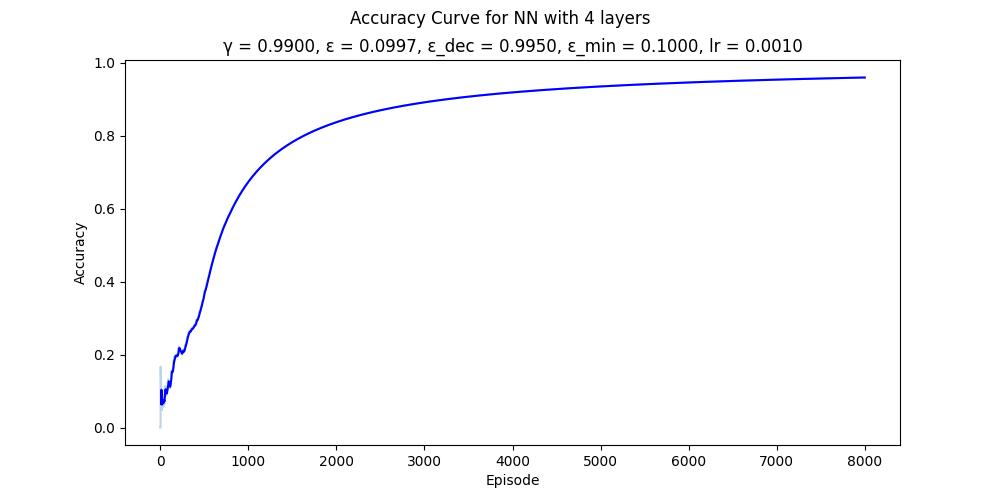 Accuracy Curve for NN with 4 layers
γ = 0.9900, ε = 0.0997, ε_dec = 0.9950, ε_min = 0.1000, lr = 0.0010
1.0
0.8
0.6
0.4
0.2
0.0
Accuracy
0 1000 2000 3000 4000 5000 6000 7000 8000
Episode